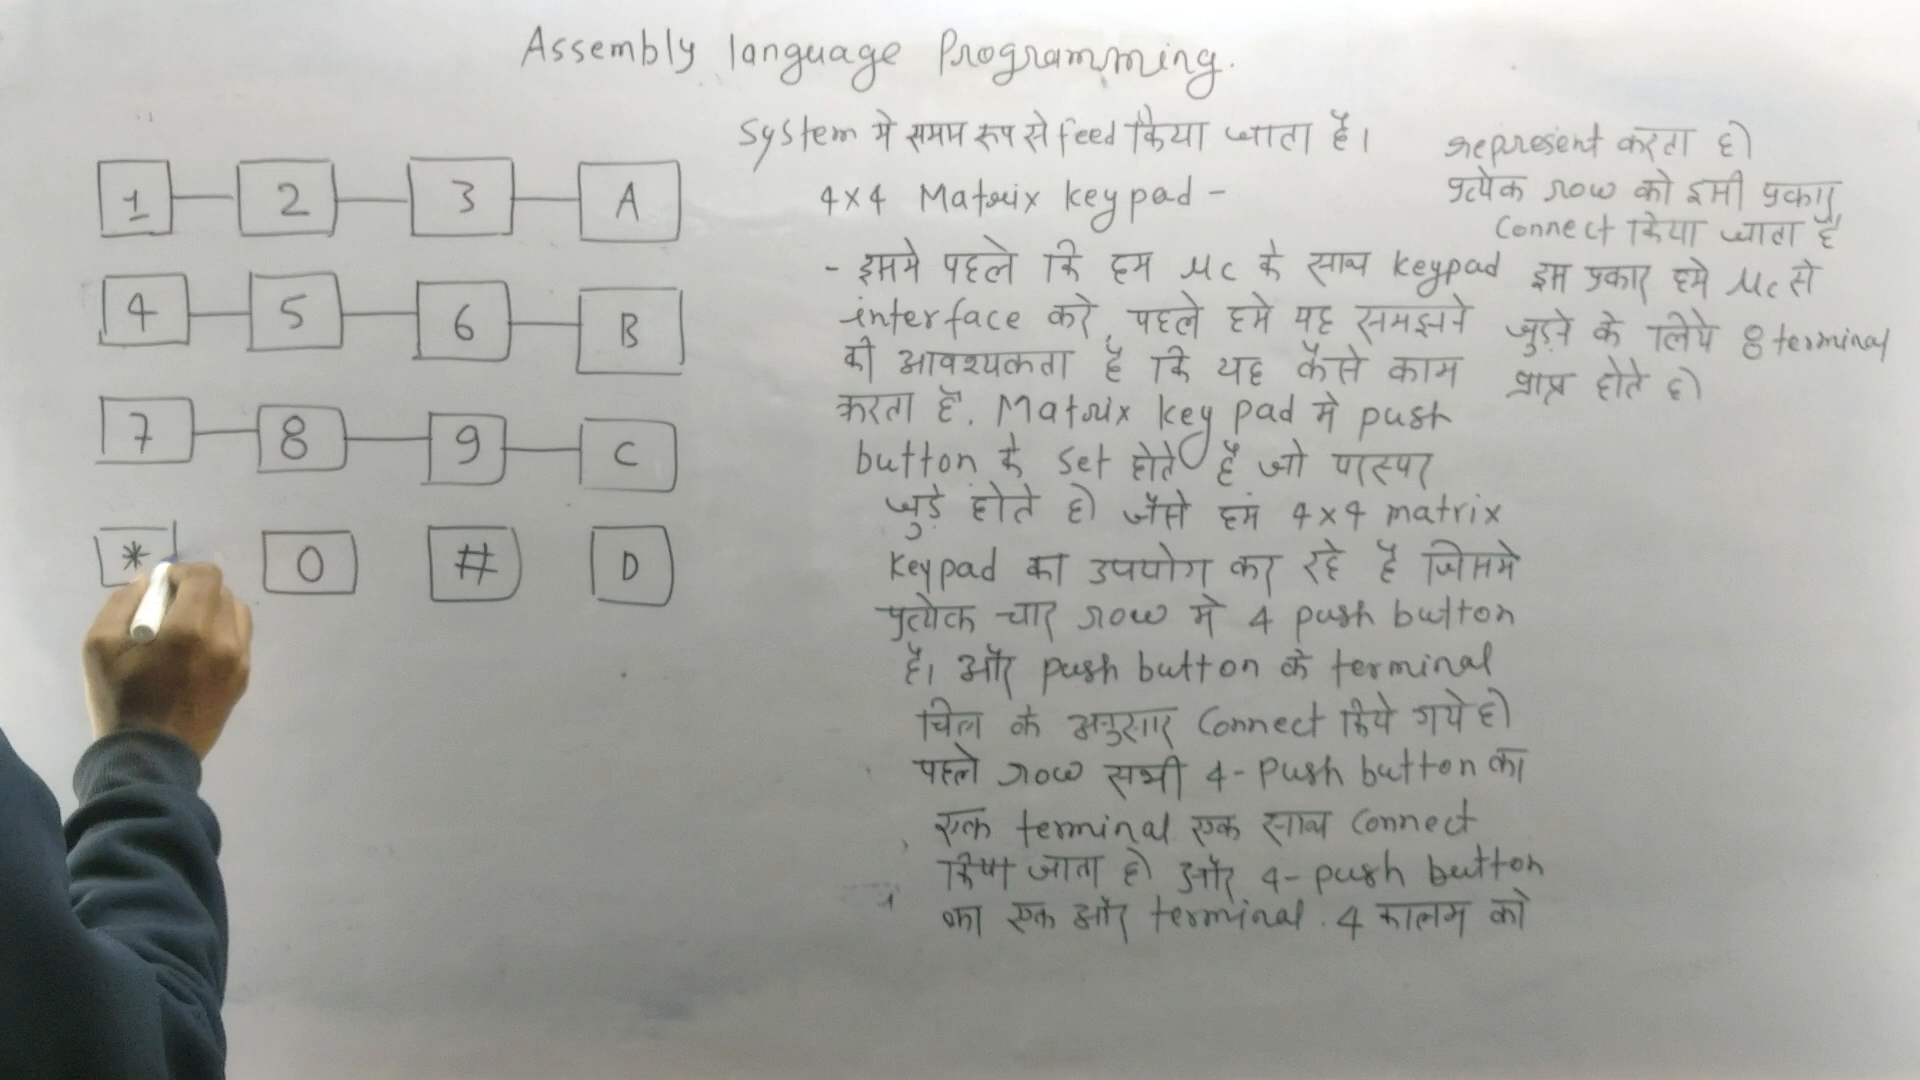 Assembly language Programming.
1 2 3 A
4 5 6 B
7 8 9 C
* 0 # D
System मे समय रूप से feed किया जाता है।
4x4 Matrix keypad -
- इसमे पहले कि हम Mc के साथ keypad
interface करे, पहले हमे यह समझने
की आवश्यकता है कि यह कैसे काम
करता है. Matrix key pad मे push
button के set होते है जो परस्पर
जुड़े होते है। जैसे हम 4x4 matrix
keypad का उपयोग कर रहे है जिसमे
प्रत्येक चार row मे 4 push button
है। और push button के terminal
चित्र के अनुसार Connect किये गये है।
पहले row सभी 4-Push button का
एक terminal एक साथ Connect
किया जाता है। और 4-push button
का एक और terminal. 4 कालम को
represent करता है।
प्रत्येक row को इसी प्रकार
Connect किया जाता है
इस प्रकार हमे Mc से
जुड़ने के लिये 8 terminal
प्राप्त होते है।